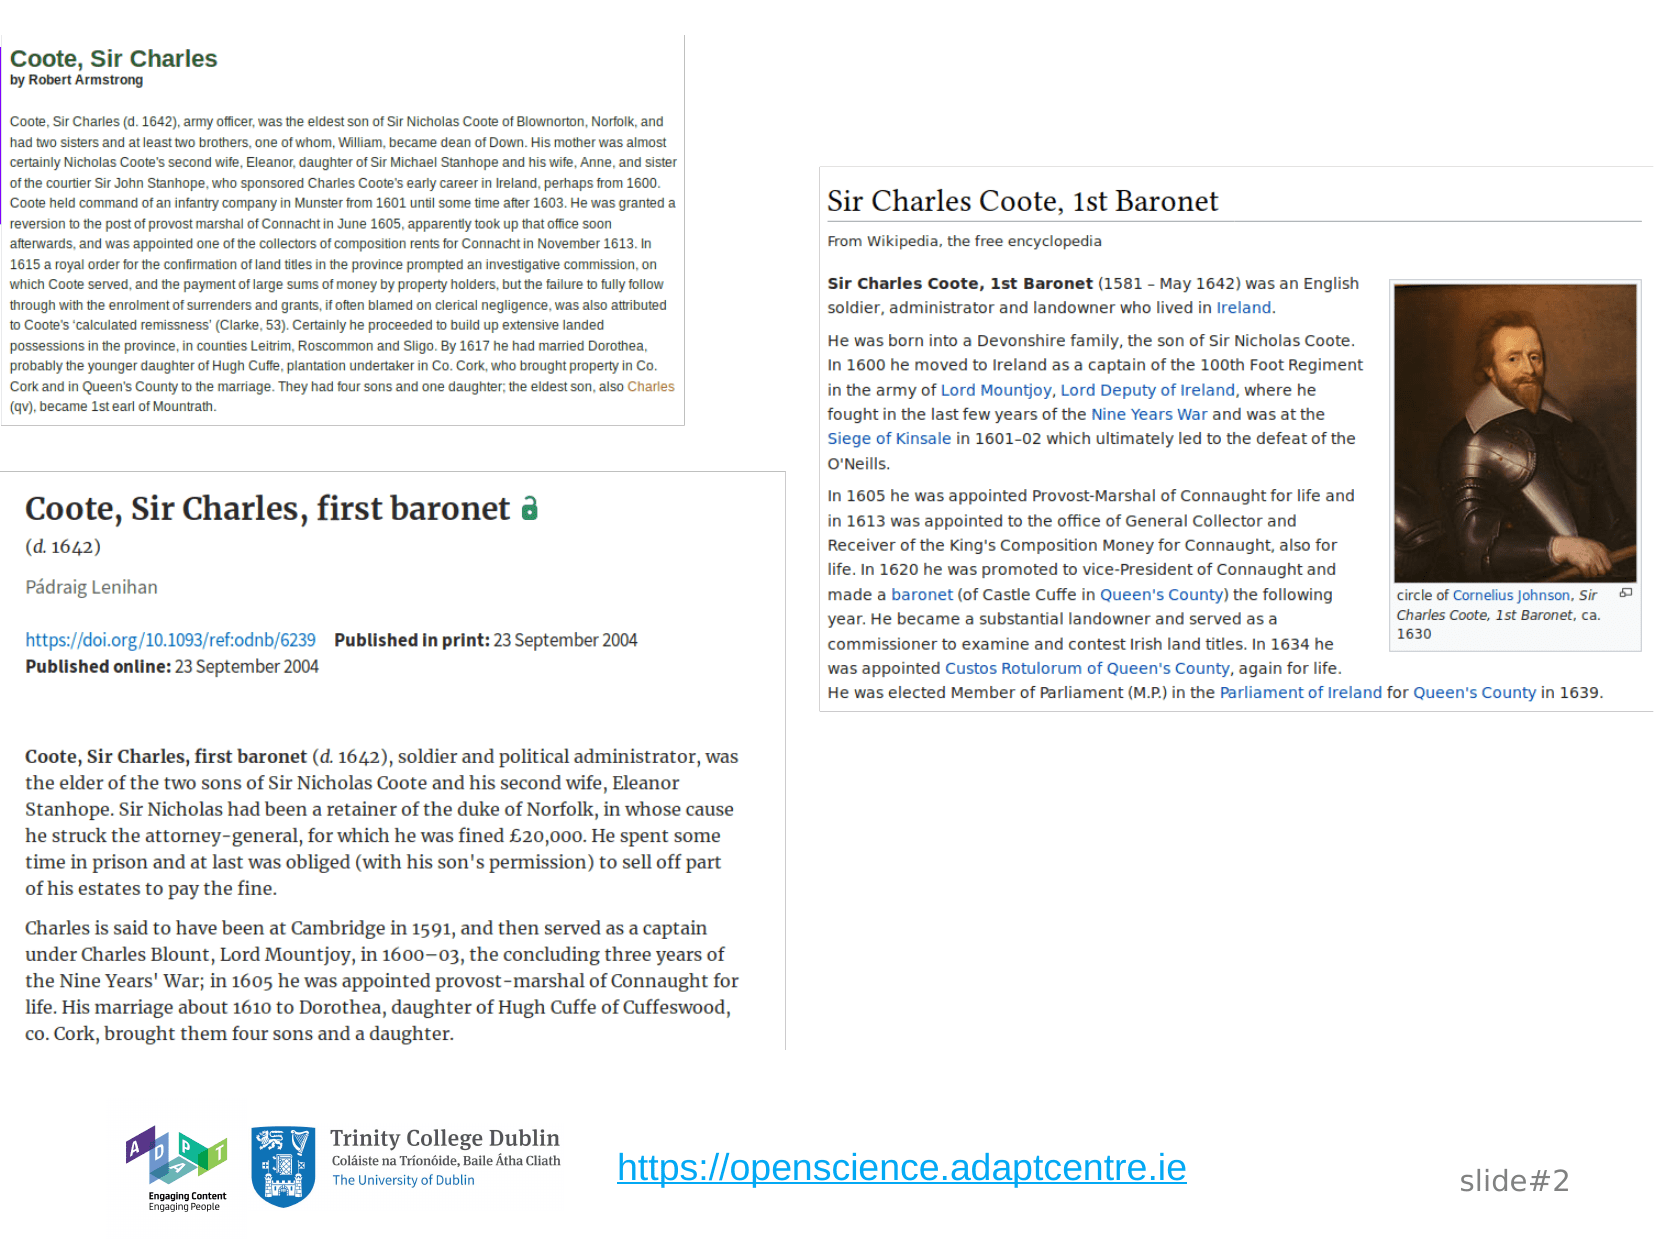 Coote, Sir Charles
by Robert Armstrong
Coote, Sir Charles (d. 1642), army officer, was the eldest son of Sir Nicholas Coote of Blownorton, Norfolk, and
had two sisters and at least two brothers, one of whom, William, became dean of Down. His mother was almost
certainly Nicholas Coote's second wife, Eleanor, daughter of Sir Michael Stanhope and his wife, Anne, and sister
of the courtier Sir John Stanhope, who sponsored Charles Coote's early career in Ireland, perhaps from 1600.
Coote held command of an infantry company in Munster from 1601 until some time after 1603. He was granted a
reversion to the post of provost marshal of Connacht in June 1605, apparently took up that office soon
afterwards, and was appointed one of the collectors of composition rents for Connacht in November 1613. In
1615 a royal order for the confirmation of land titles in the province prompted an investigative commission, on
which Coote served, and the payment of large sums of money by property holders, but the failure to fully follow
through with the enrolment of surrenders and grants, if often blamed on clerical negligence, was also attributed
to Coote's ‘calculated remissness’ (Clarke, 53). Certainly he proceeded to build up extensive landed
possessions in the province, in counties Leitrim, Roscommon and Sligo. By 1617 he had married Dorothea,
probably the younger daughter of Hugh Cuffe, plantation undertaker in Co. Cork, who brought property in Co.
Cork and in Queen's County to the marriage. They had four sons and one daughter; the eldest son, also Charles
(qv), became 1st earl of Mountrath.
Coote, Sir Charles, first baronet
(d. 1642)
Pádraig Lenihan
https://doi.org/10.1093/ref:odnb/6239 Published in print: 23 September 2004
Published online: 23 September 2004
Coote, Sir Charles, first baronet (d. 1642), soldier and political administrator, was
the elder of the two sons of Sir Nicholas Coote and his second wife, Eleanor
Stanhope. Sir Nicholas had been a retainer of the duke of Norfolk, in whose cause
he struck the attorney-general, for which he was fined £20,000. He spent some
time in prison and at last was obliged (with his son's permission) to sell off part
of his estates to pay the fine.
Charles is said to have been at Cambridge in 1591, and then served as a captain
under Charles Blount, Lord Mountjoy, in 1600–03, the concluding three years of
the Nine Years' War; in 1605 he was appointed provost-marshal of Connaught for
life. His marriage about 1610 to Dorothea, daughter of Hugh Cuffe of Cuffeswood,
co. Cork, brought them four sons and a daughter.
Sir Charles Coote, 1st Baronet
From Wikipedia, the free encyclopedia
Sir Charles Coote, 1st Baronet (1581 – May 1642) was an English
soldier, administrator and landowner who lived in Ireland.
He was born into a Devonshire family, the son of Sir Nicholas Coote.
In 1600 he moved to Ireland as a captain of the 100th Foot Regiment
in the army of Lord Mountjoy, Lord Deputy of Ireland, where he
fought in the last few years of the Nine Years War and was at the
Siege of Kinsale in 1601–02 which ultimately led to the defeat of the
O'Neills.
In 1605 he was appointed Provost-Marshal of Connaught for life and
in 1613 was appointed to the office of General Collector and
Receiver of the King's Composition Money for Connaught, also for
life. In 1620 he was promoted to vice-President of Connaught and
made a baronet (of Castle Cuffe in Queen's County) the following
year. He became a substantial landowner and served as a
commissioner to examine and contest Irish land titles. In 1634 he
was appointed Custos Rotulorum of Queen's County, again for life.
He was elected Member of Parliament (M.P.) in the Parliament of Ireland for Queen's County in 1639.
circle of Cornelius Johnson, Sir
Charles Coote, 1st Baronet, ca.
1630
ADAPT
Engaging Content
Engaging People
Trinity College Dublin
Coláiste na Tríonóide, Baile Átha Cliath
The University of Dublin
https://openscience.adaptcentre.ie
slide#2